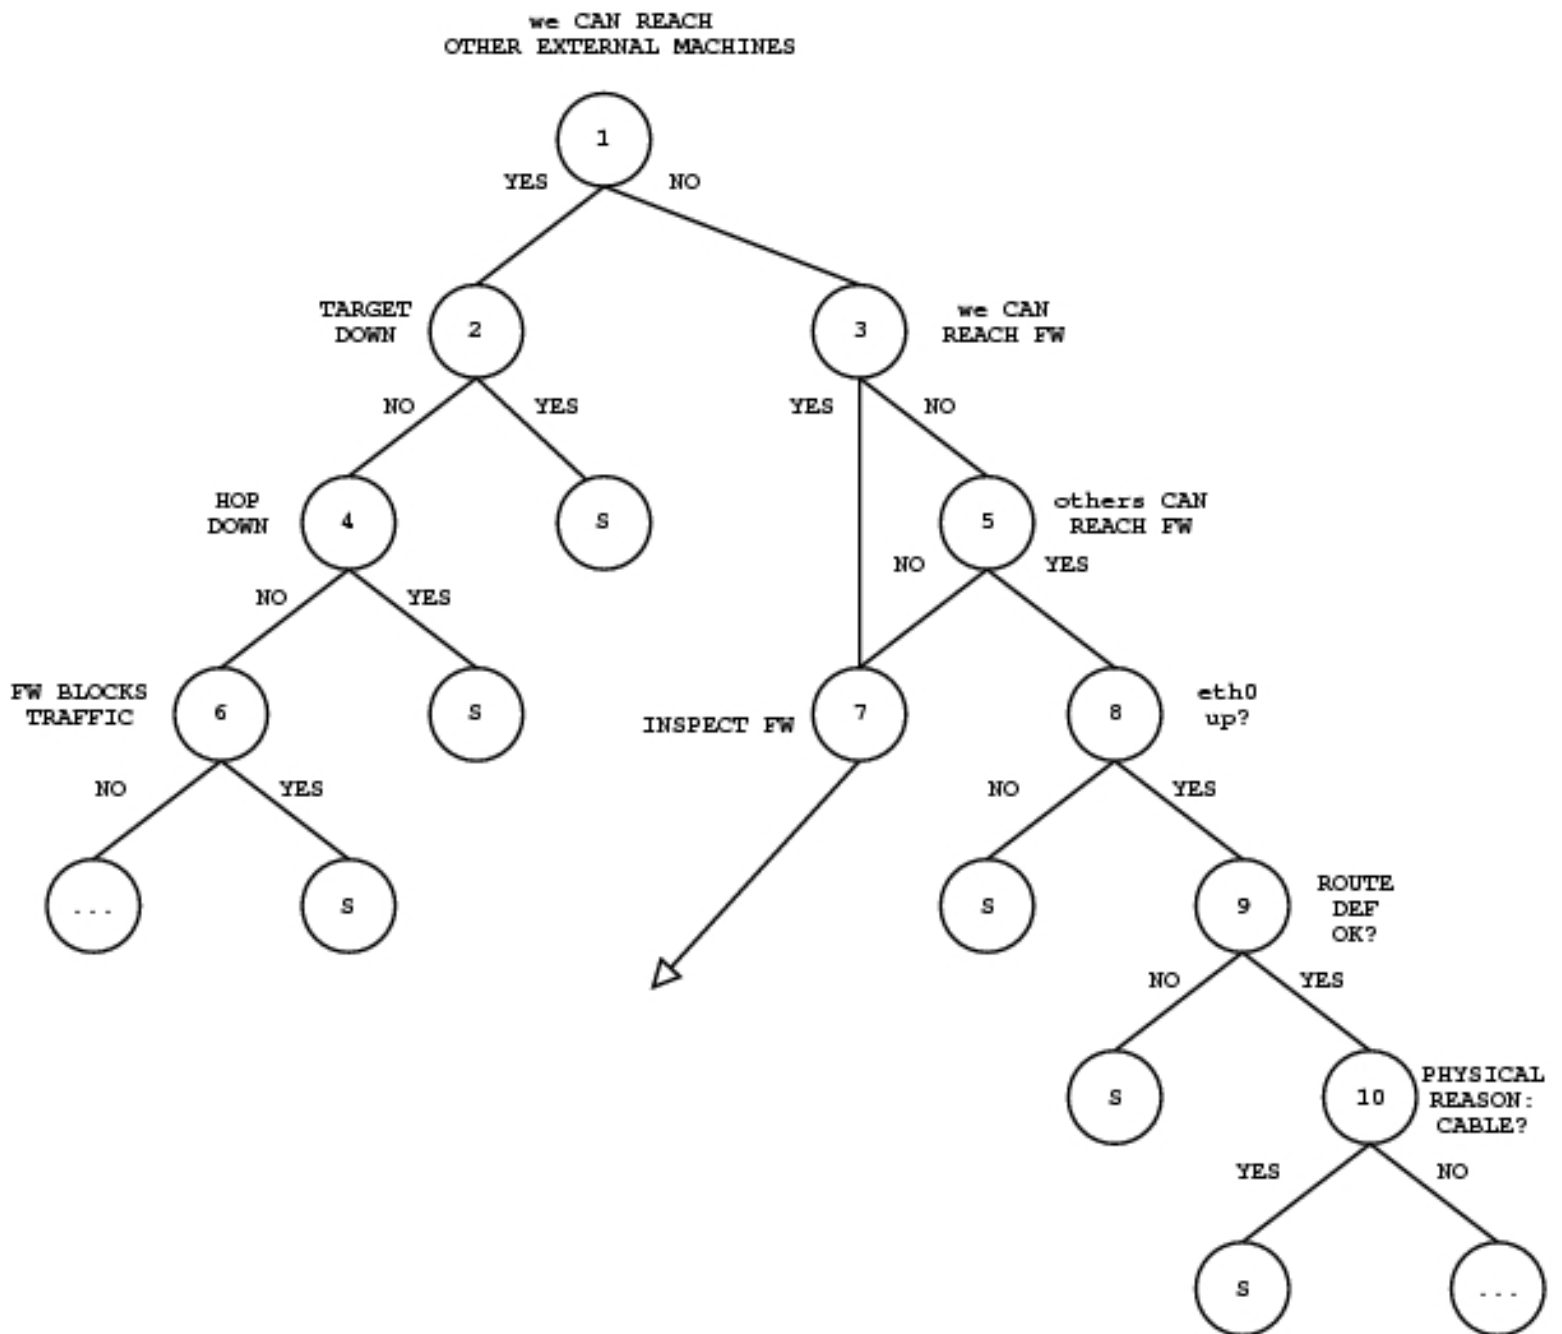 we CAN REACH
OTHER EXTERNAL MACHINES
1
YES
NO
TARGET
DOWN
2
3
we CAN
REACH FW
NO
YES
YES
NO
HOP
DOWN
4
S
5
others CAN
REACH FW
NO
YES
NO
YES
FW BLOCKS
TRAFFIC
6
S
INSPECT FW
7
8
eth0
up?
NO
YES
NO
YES
...
S
S
9
ROUTE
DEF
OK?
NO
YES
S
10
PHYSICAL
REASON:
CABLE?
YES
NO
S
...